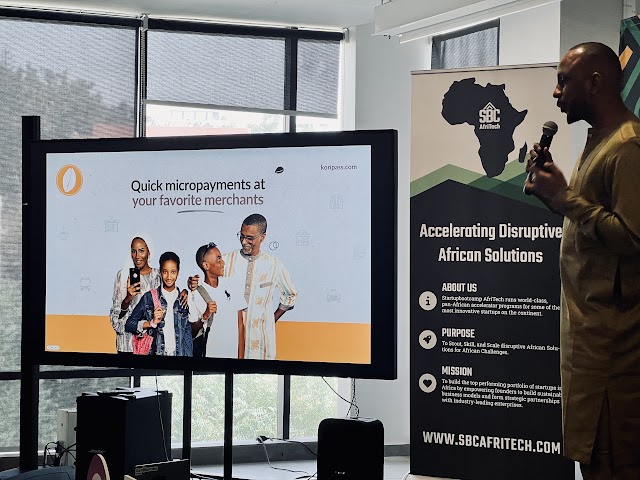 koripass.com
Quick micropayments at
your favorite merchants
SBC
AfriTech
Accelerating Disruptive
African Solutions
ABOUT US
Startupbootcamp AfriTech runs world-class,
pan-African accelerator programs for some of the
most innovative startups on the continent.
PURPOSE
To Scout, Skill, and Scale disruptive African Solu-
tions for African Challenges.
MISSION
To build the top performing portfolio of startups in
Africa by empowering founders to build sustainable
business models and form strategic partnerships
with industry-leading enterprises.
WWW.SBCAFRITECH.COM